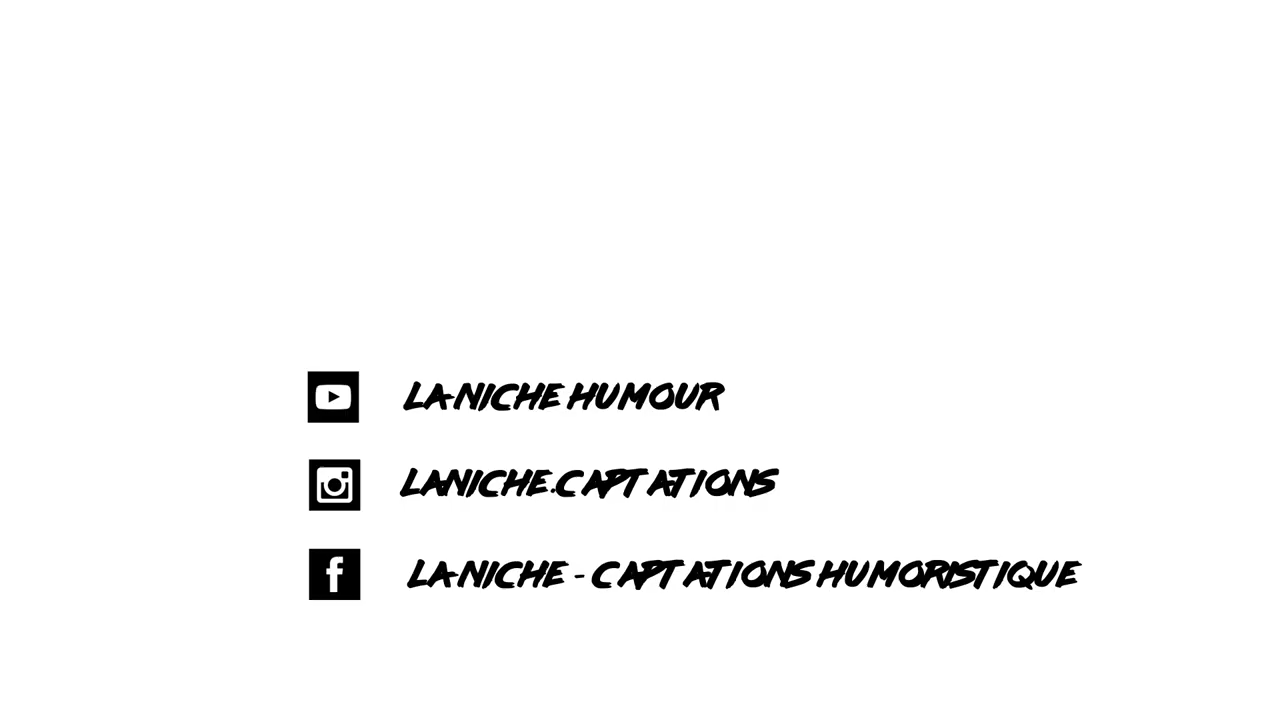 LA NICHE HUMOUR
LANICHE.CAPTATIONS
LA NICHE - CAPTATIONS HUMORISTIQUE